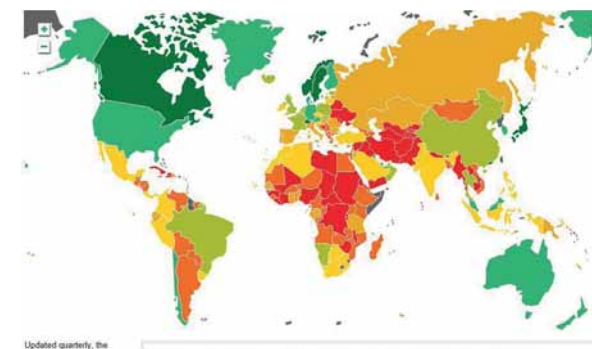 +
−
Updated quarterly, the